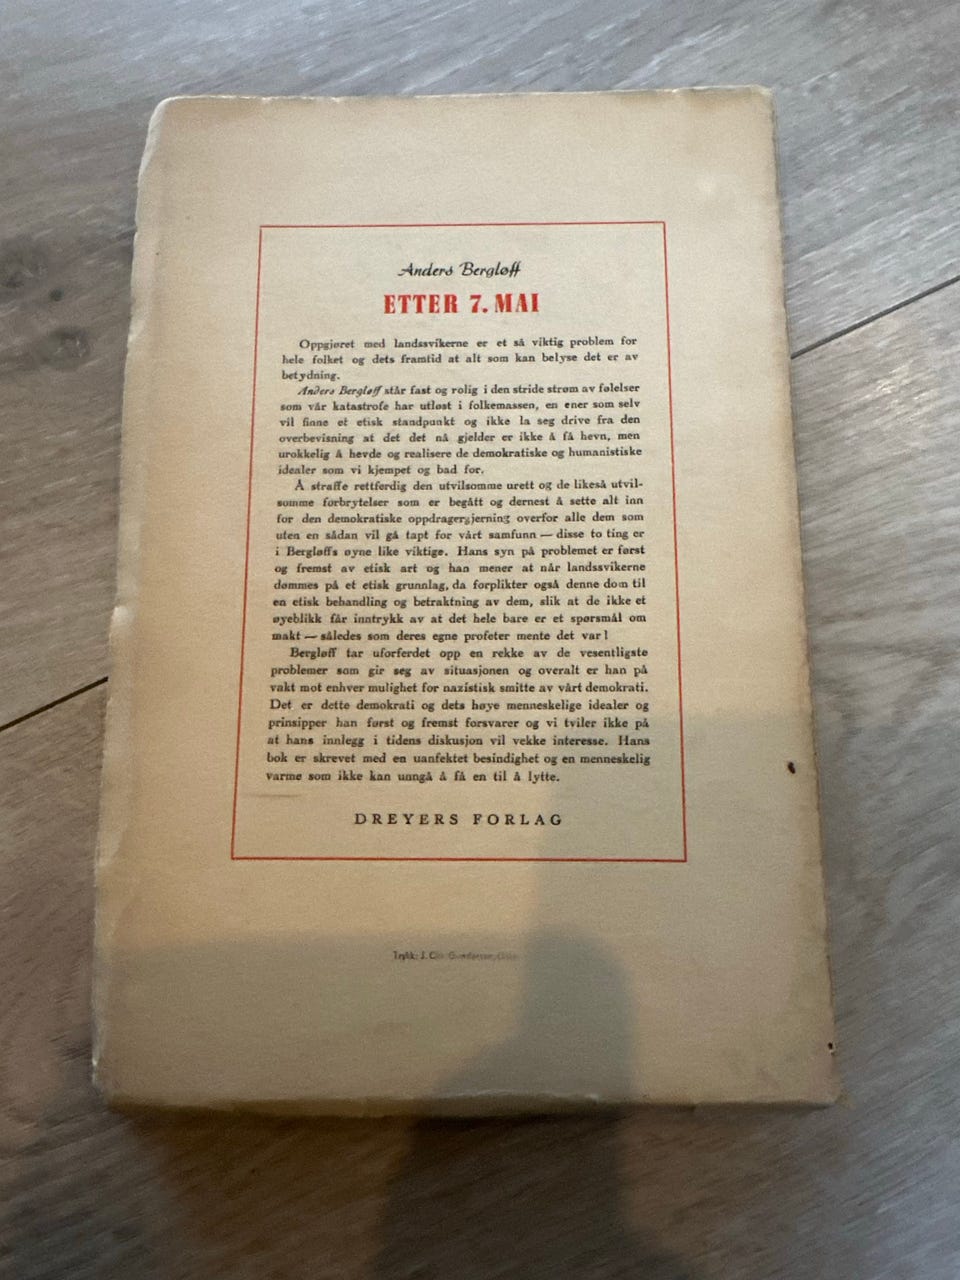 Anders Bergløff
ETTER 7. MAI
Oppgjøret med landssvikerne er et så viktig problem for
hele folket og dets framtid at alt som kan belyse det er av
betydning.
Anders Bergløff står fast og rolig i den stride strøm av følelser
som vår katastrofe har utløst i folkemassen, en ener som selv
vil finne et etisk standpunkt og ikke la seg drive fra den
overbevisning at det det nå gjelder er ikke å få hevn, men
urokkelig å hevde og realisere de demokratiske og humanistiske
idealer som vi kjempet og bad for.
Å straffe rettferdig den utvilsomme urett og de likeså utvil-
somme forbrytelser som er begått og dernest å sette alt inn
for den demokratiske oppdragergjerning overfor alle dem som
uten en sådan vil gå tapt for vårt samfunn — disse to ting er
i Bergløffs øyne like viktige. Hans syn på problemet er først
og fremst av etisk art og han mener at når landssvikerne
dømmes på et etisk grunnlag, da forplikter også denne dom til
en etisk behandling og betraktning av dem, slik at de ikke et
øyeblikk får inntrykk av at det hele bare er et spørsmål om
makt — således som deres egne profeter mente det var!
Bergløff tar uforferdet opp en rekke av de vesentligste
problemer som gir seg av situasjonen og overalt er han på
vakt mot enhver mulighet for nazistisk smitte av vårt demokrati.
Det er dette demokrati og dets høye menneskelige idealer og
prinsipper han først og fremst forsvarer og vi tviler ikke på
at hans innlegg i tidens diskusjon vil vekke interesse. Hans
bok er skrevet med en uanfektet besindighet og en menneskelig
varme som ikke kan unngå å få en til å lytte.
DREYERS FORLAG
Trykk: J. Chr. Gundersen, Oslo